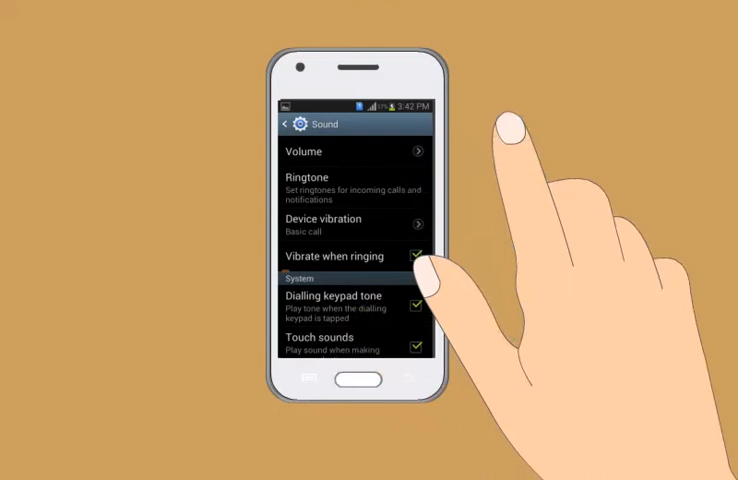 17% 3:42 PM
Sound
Volume
Ringtone
Set ringtones for incoming calls and
notifications
Device vibration
Basic call
Vibrate when ringing
System
Dialling keypad tone
Play tone when the dialling
keypad is tapped
Touch sounds
Play sound when making